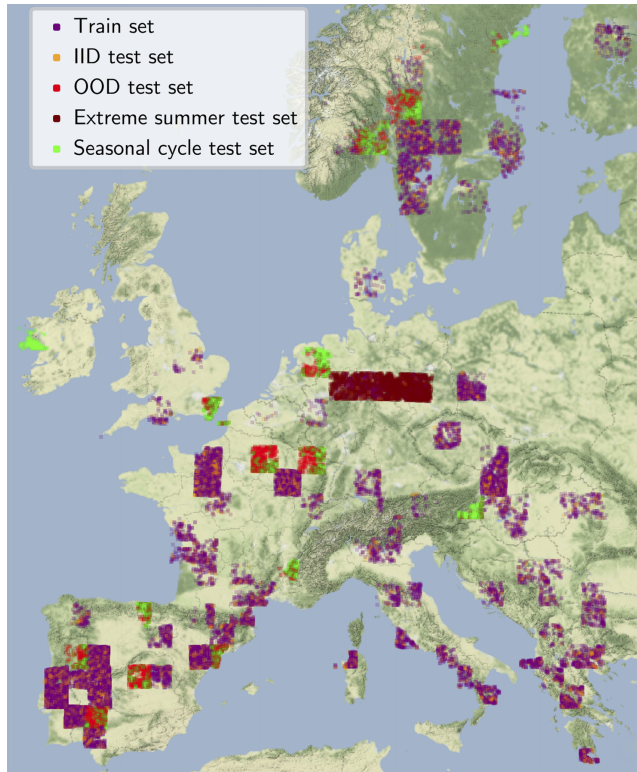 Train set
IID test set
OOD test set
Extreme summer test set
Seasonal cycle test set